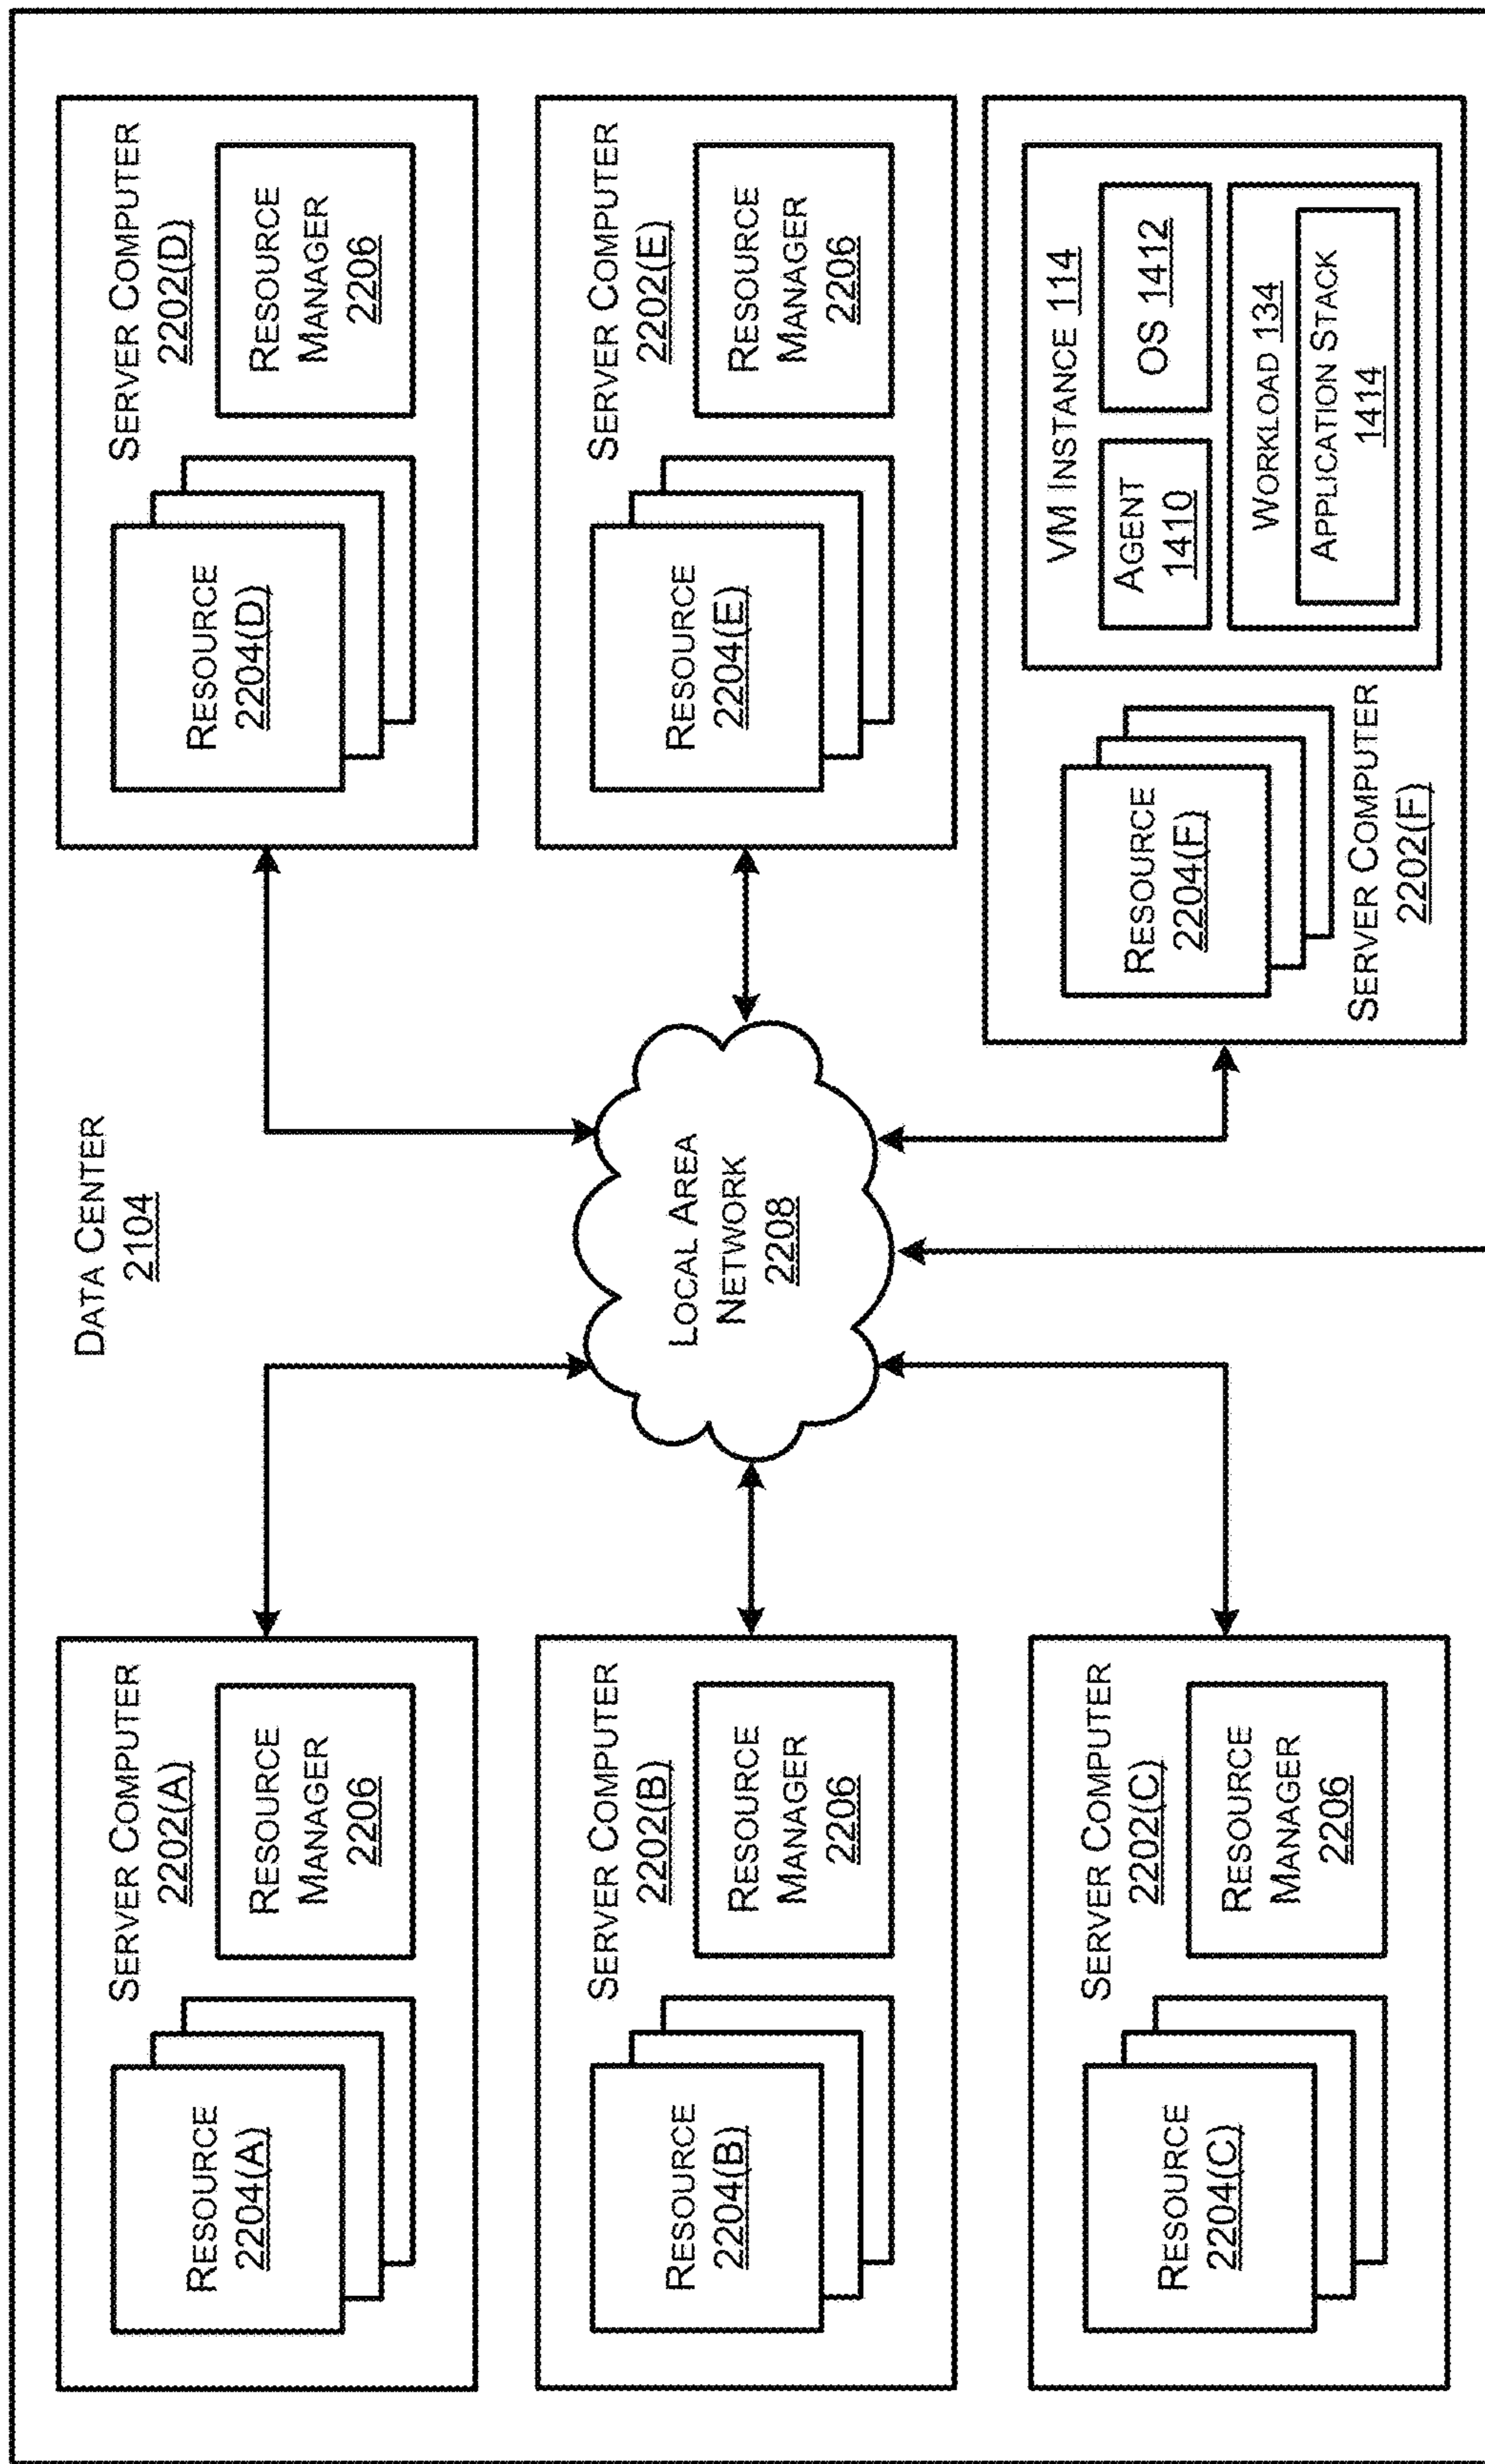 DATA CENTER
2104
SERVER COMPUTER
2202(A)
RESOURCE
2204(A)
RESOURCE
MANAGER
2206
SERVER COMPUTER
2202(B)
RESOURCE
2204(B)
RESOURCE
MANAGER
2206
SERVER COMPUTER
2202(C)
RESOURCE
2204(C)
RESOURCE
MANAGER
2206
LOCAL AREA
NETWORK
2208
SERVER COMPUTER
2202(D)
RESOURCE
2204(D)
RESOURCE
MANAGER
2206
SERVER COMPUTER
2202(E)
RESOURCE
2204(E)
RESOURCE
MANAGER
2206
RESOURCE
2204(F)
SERVER COMPUTER
2202(F)
VM INSTANCE 114
AGENT
1410
OS 1412
WORKLOAD 134
APPLICATION STACK
1414